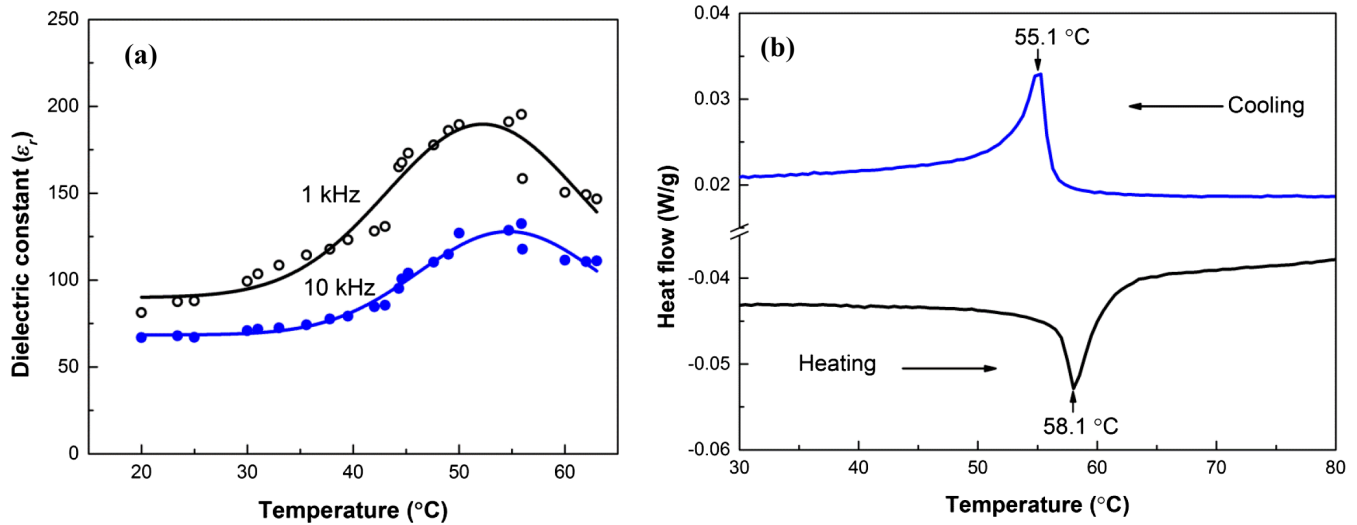 (a)
Dielectric constant (εr)
250
200
150
100
50
0
1 kHz
10 kHz
20 30 40 50 60
Temperature (°C)
(b)
Heat flow (W/g)
0.04
0.03
0.02
-0.04
-0.05
-0.06
55.1 °C
Cooling
Heating
58.1 °C
30 40 50 60 70 80
Temperature (°C)